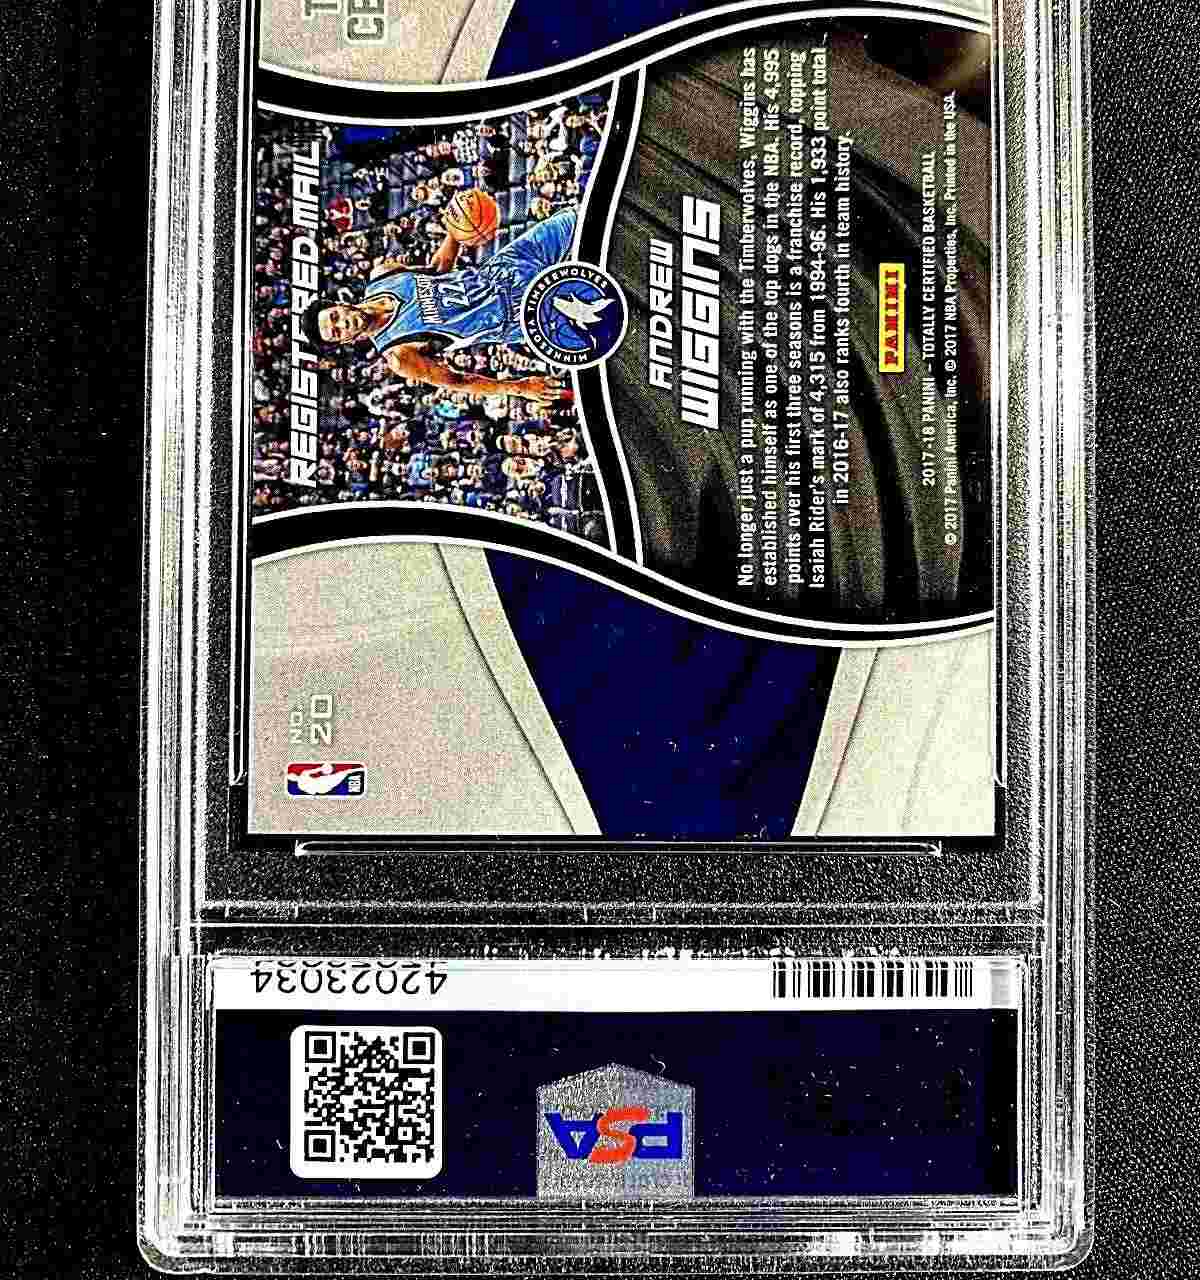 REGISTERED MAIL
NO.
20
NBA
MINNESOTA
22
MINNESOTA TIMBERWOLVES
ANDREW
WIGGINS
No longer just a pup running with the Timberwolves, Wiggins has
established himself as one of the top dogs in the NBA. His 4,995
points over his first three seasons is a franchise record, topping
Isaiah Rider's mark of 4,315 from 1994-96. His 1,933 point total
in 2016-17 also ranks fourth in team history.
PANINI
2017-18 PANINI – TOTALLY CERTIFIED BASKETBALL
© 2017 Panini America, Inc. © 2017 NBA Properties, Inc. Printed in the USA.
42023034
PSA